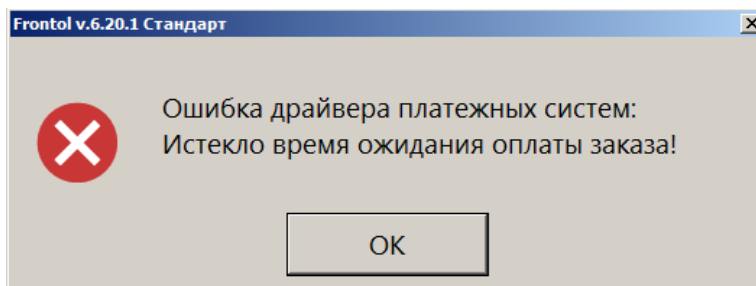 Frontol v.6.20.1 Стандарт
Ошибка драйвера платежных систем:
Истекло время ожидания оплаты заказа!
OK